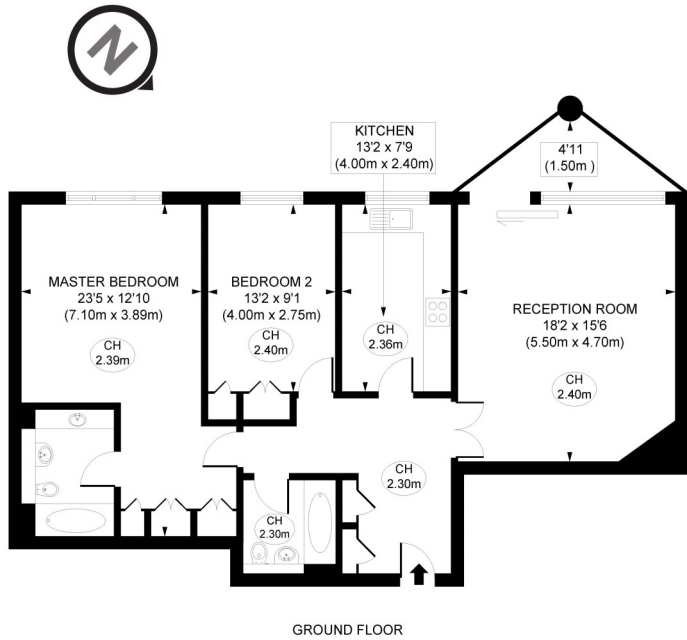 N
KITCHEN
13'2 x 7'9
(4.00m x 2.40m)
4'11
(1.50m )
MASTER BEDROOM
23'5 x 12'10
(7.10m x 3.89m)
CH
2.39m
BEDROOM 2
13'2 x 9'1
(4.00m x 2.75m)
CH
2.40m
CH
2.36m
RECEPTION ROOM
18'2 x 15'6
(5.50m x 4.70m)
CH
2.40m
CH
2.30m
CH
2.30m
GROUND FLOOR